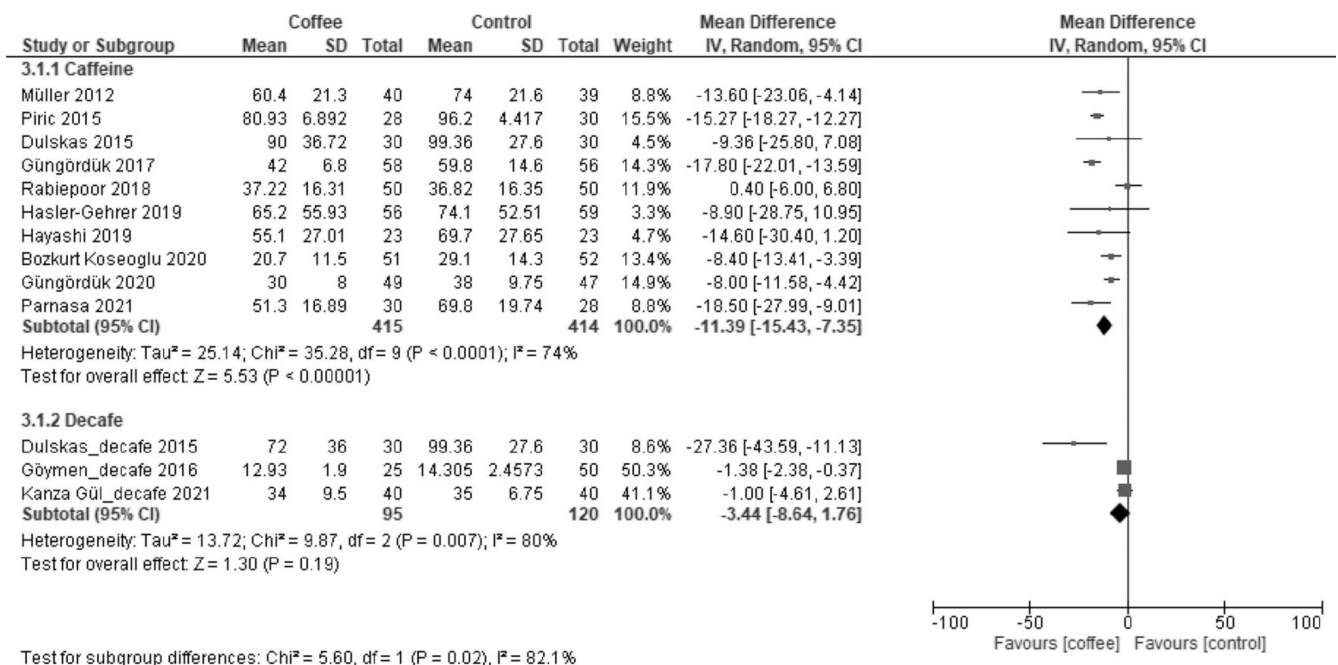 Coffee Control Mean Difference Mean Difference
Study or Subgroup Mean SD Total Mean SD Total Weight IV, Random, 95% CI IV, Random, 95% CI
3.1.1 Caffeine
Müller 2012 60.4 21.3 40 74 21.6 39 8.8% -13.60 [-23.06, -4.14]
Piric 2015 80.93 6.892 28 96.2 4.417 30 15.5% -15.27 [-18.27, -12.27]
Dulskas 2015 90 36.72 30 99.36 27.6 30 4.5% -9.36 [-25.80, 7.08]
Güngördük 2017 42 6.8 58 59.8 14.6 56 14.3% -17.80 [-22.01, -13.59]
Rabiepoor 2018 37.22 16.31 50 36.82 16.35 50 11.9% 0.40 [-6.00, 6.80]
Hasler-Gehrer 2019 65.2 55.93 56 74.1 52.51 59 3.3% -8.90 [-28.75, 10.95]
Hayashi 2019 55.1 27.01 23 69.7 27.65 23 4.7% -14.60 [-30.40, 1.20]
Bozkurt Koseoglu 2020 20.7 11.5 51 29.1 14.3 52 13.4% -8.40 [-13.41, -3.39]
Güngördük 2020 30 8 49 38 9.75 47 14.9% -8.00 [-11.58, -4.42]
Parnasa 2021 51.3 16.89 30 69.8 19.74 28 8.8% -18.50 [-27.99, -9.01]
Subtotal (95% CI) 415 414 100.0% -11.39 [-15.43, -7.35]
Heterogeneity: Tau² = 25.14; Chi² = 35.28, df = 9 (P < 0.0001); I² = 74%
Test for overall effect: Z = 5.53 (P < 0.00001)
3.1.2 Decafe
Dulskas_decafe 2015 72 36 30 99.36 27.6 30 8.6% -27.36 [-43.59, -11.13]
Göymen_decafe 2016 12.93 1.9 25 14.305 2.4573 50 50.3% -1.38 [-2.38, -0.37]
Kanza Gül_decafe 2021 34 9.5 40 35 6.75 40 41.1% -1.00 [-4.61, 2.61]
Subtotal (95% CI) 95 120 100.0% -3.44 [-8.64, 1.76]
Heterogeneity: Tau² = 13.72; Chi² = 9.87, df = 2 (P = 0.007); I² = 80%
Test for overall effect: Z = 1.30 (P = 0.19)
-100 -50 0 50 100
Favours [coffee] Favours [control]
Test for subgroup differences: Chi² = 5.60, df = 1 (P = 0.02), I² = 82.1%